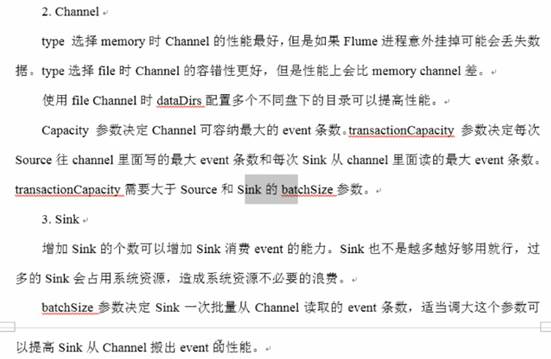 2. Channel
type 选择 memory 时 Channel 的性能最好，但是如果 Flume 进程意外挂掉可能会丢失数
据。type 选择 file 时 Channel 的容错性更好，但是性能上会比 memory channel 差。
使用 file Channel 时 dataDirs 配置多个不同盘下的目录可以提高性能。
Capacity 参数决定 Channel 可容纳最大的 event 条数。transactionCapacity 参数决定每次
Source 往 channel 里面写的最大 event 条数和每次 Sink 从 channel 里面读的最大 event 条数。
transactionCapacity 需要大于 Source 和 Sink 的 batchSize 参数。
3. Sink
增加 Sink 的个数可以增加 Sink 消费 event 的能力。Sink 也不是越多越好够用就行，过
多的 Sink 会占用系统资源，造成系统资源不必要的浪费。
batchSize 参数决定 Sink 一次批量从 Channel 读取的 event 条数，适当调大这个参数可
以提高 Sink 从 Channel 搬出 event 的性能。